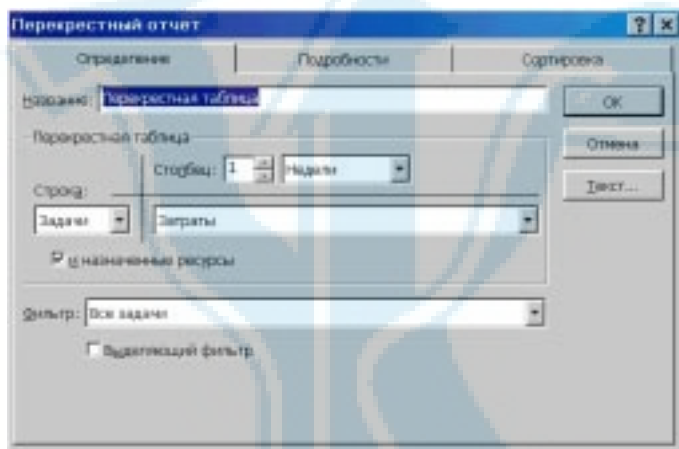 Перекрестный отчет
Определение Подробности Сортировка
Название: Перекрестная таблица
OK
Перекрестная таблица
Отмена
Столбец: 1 Недели
Текст...
Строка:
Задачи Затраты
И назначенные ресурсы
Фильтр: Все задачи
Выделяющий фильтр